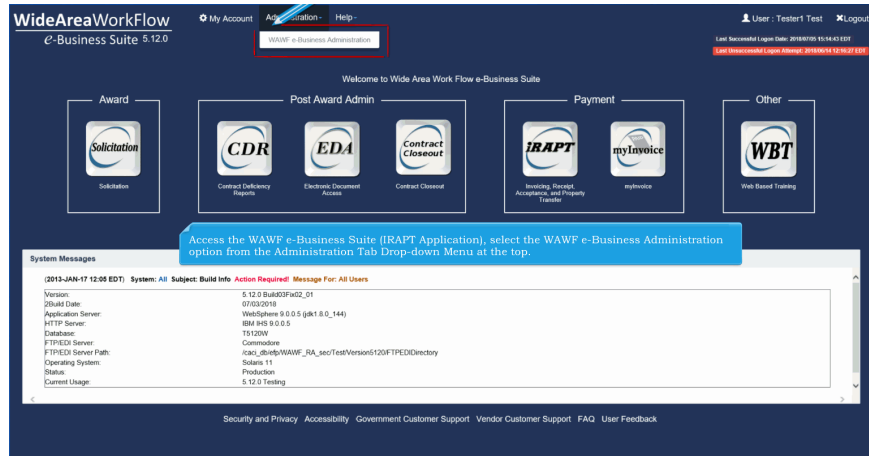 WideAreaWorkFlow
e-Business Suite 5.12.0
My Account Administration Help
User : Tester1 Test Logout
WAWF e-Business Administration
Last Successful Logon Date: 2018/07/05 15:14:43 EDT
Last Unsuccessful Logon Attempt: 2018/06/14 12:16:27 EDT
Welcome to Wide Area Work Flow e-Business Suite
Award
Solicitation
Solicitation
Post Award Admin
CDR
Contract Deficiency
Reports
EDA
Electronic Document
Access
Contract
Closeout
Contract Closeout
Payment
iRAPT
Invoicing, Receipt,
Acceptance, and Property
Transfer
myInvoice
myInvoice
Other
WBT
Web Based Training
Access the WAWF e-Business Suite (IRAPT Application), select the WAWF e-Business Administration
option from the Administration Tab Drop-down Menu at the top.
System Messages
(2013-JAN-17 12:05 EDT) System: All Subject: Build Info Action Required! Message For: All Users
Version: 5.12.0 Build03Fix02_01
2Build Date: 07/03/2018
Application Server: WebSphere 9.0.0.5 (jdk1.8.0_144)
HTTP Server: IBM IHS 9.0.0.5
Database: T5120W
FTP/EDI Server: Commodore
FTP/EDI Server Path: /caci_db/efp/WAWF_RA_sec/Test/Version5120/FTPEDIDirectory
Operating System: Solaris 11
Status: Production
Current Usage: 5.12.0 Testing
Security and Privacy Accessibility Government Customer Support Vendor Customer Support FAQ User Feedback